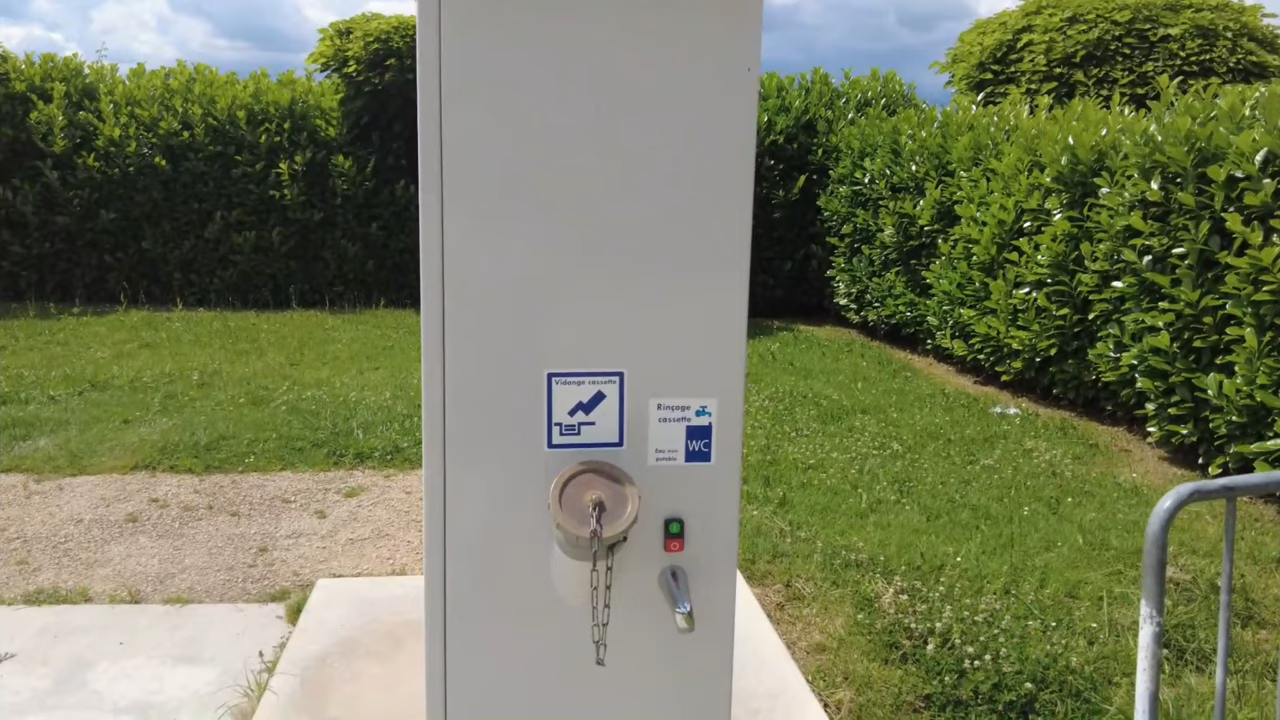 Vidange cassette
Rinçage
cassette
WC
Eau non
potable